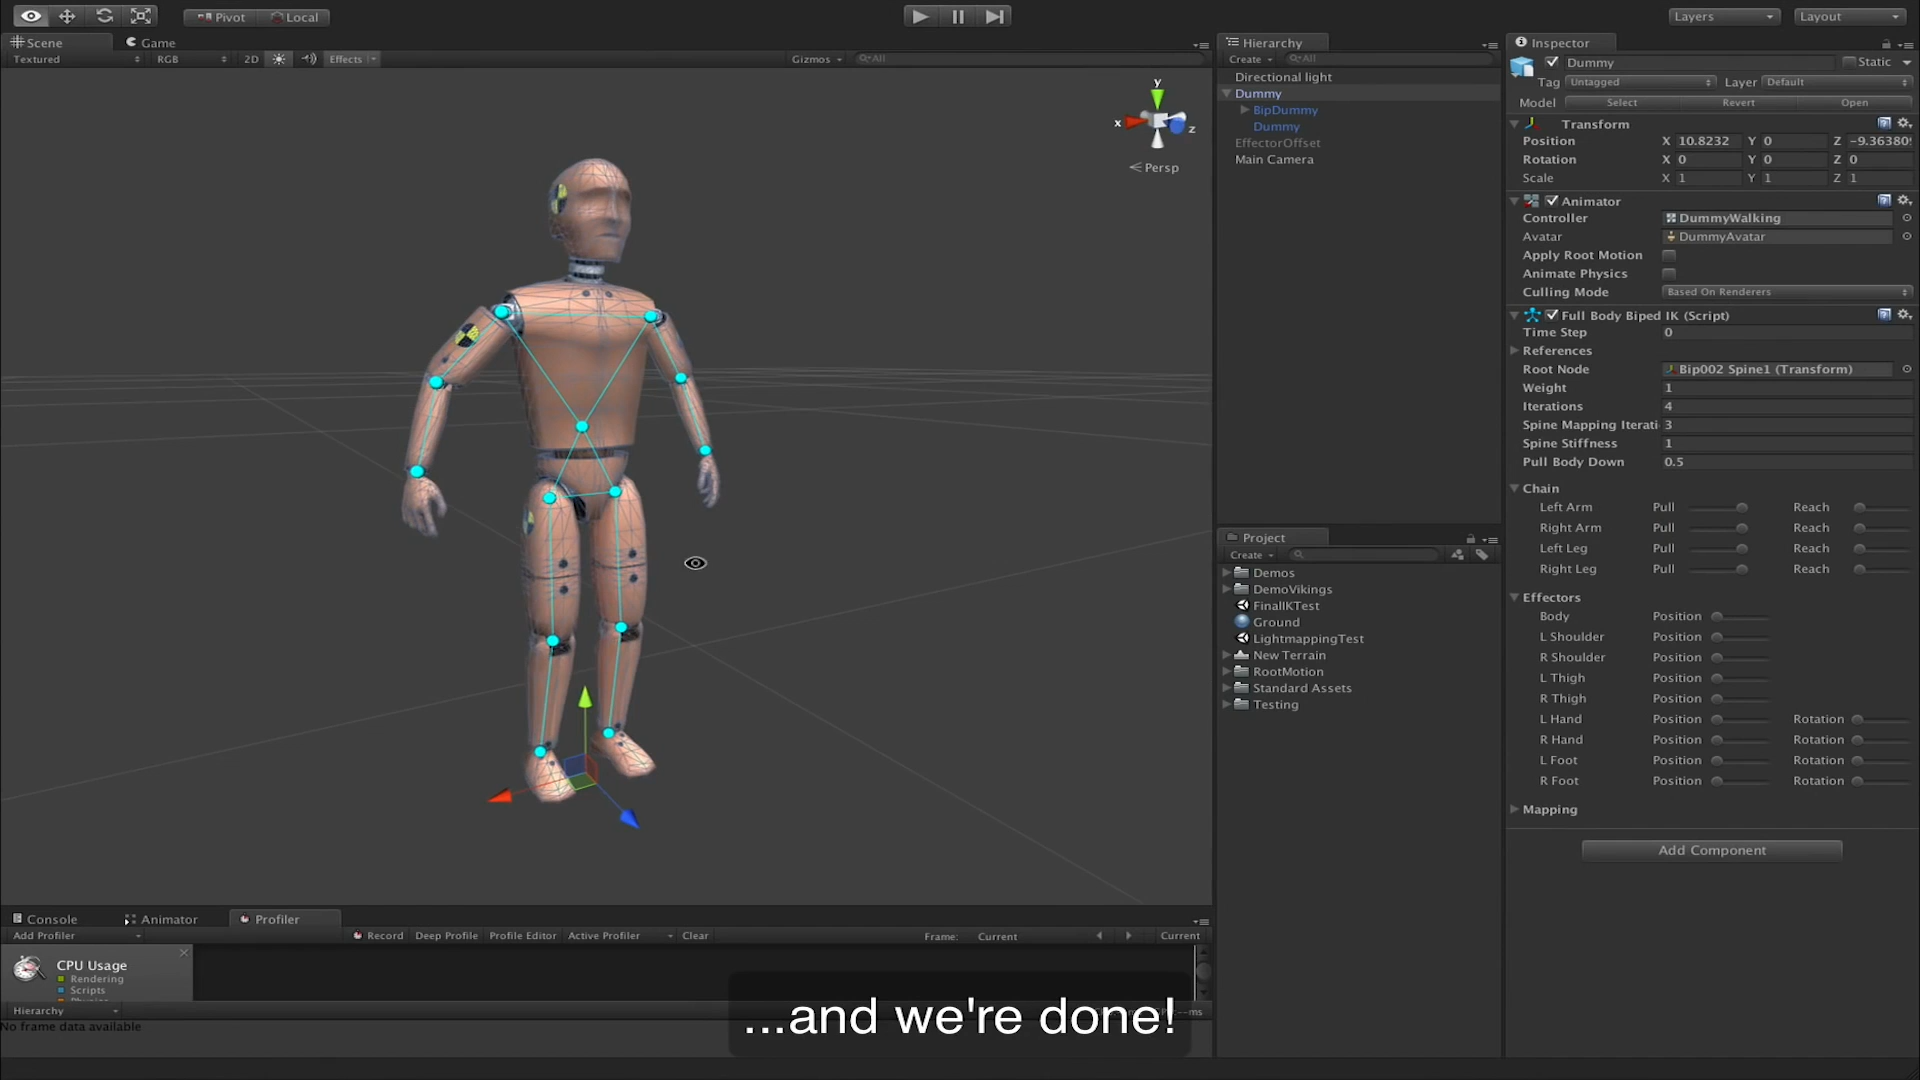 Pivot Local
Layers Layout
Scene Game
Textured RGB 2D Effects Gizmos All
y
x
z
Persp
Hierarchy
Create All
Directional light
Dummy
BipDummy
Dummy
EffectorOffset
Main Camera
Project
Create
Demos
DemoVikings
FinalIKTest
Ground
LightmappingTest
New Terrain
RootMotion
Standard Assets
Testing
Inspector
Dummy Static
Tag Untagged Layer Default
Model Select Revert Open
Transform
Position X 10.8232 Y 0 Z
Rotation X 0 Y 0 Z 0
Scale X 1 Y 1 Z 1
Animator
Controller DummyWalking
Avatar DummyAvatar
Apply Root Motion
Animate Physics
Culling Mode Based On Renderers
Full Body Biped IK (Script)
Time Step 0
References
Root Node Bip002 Spine1 (Transform)
Weight 1
Iterations 4
Spine Mapping Iterati 3
Spine Stiffness 1
Pull Body Down 0.5
Chain
Left Arm Pull Reach
Right Arm Pull Reach
Left Leg Pull Reach
Right Leg Pull Reach
Effectors
Body Position
L Shoulder Position
R Shoulder Position
L Thigh Position
R Thigh Position
L Hand Position Rotation
R Hand Position Rotation
L Foot Position Rotation
R Foot Position Rotation
Mapping
Add Component
Console Animator Profiler
Add Profiler Record Deep Profile Profile Editor Active Profiler Clear Frame: Current Current
CPU Usage
Rendering
Scripts
Hierarchy
No frame data available
...and we're done!